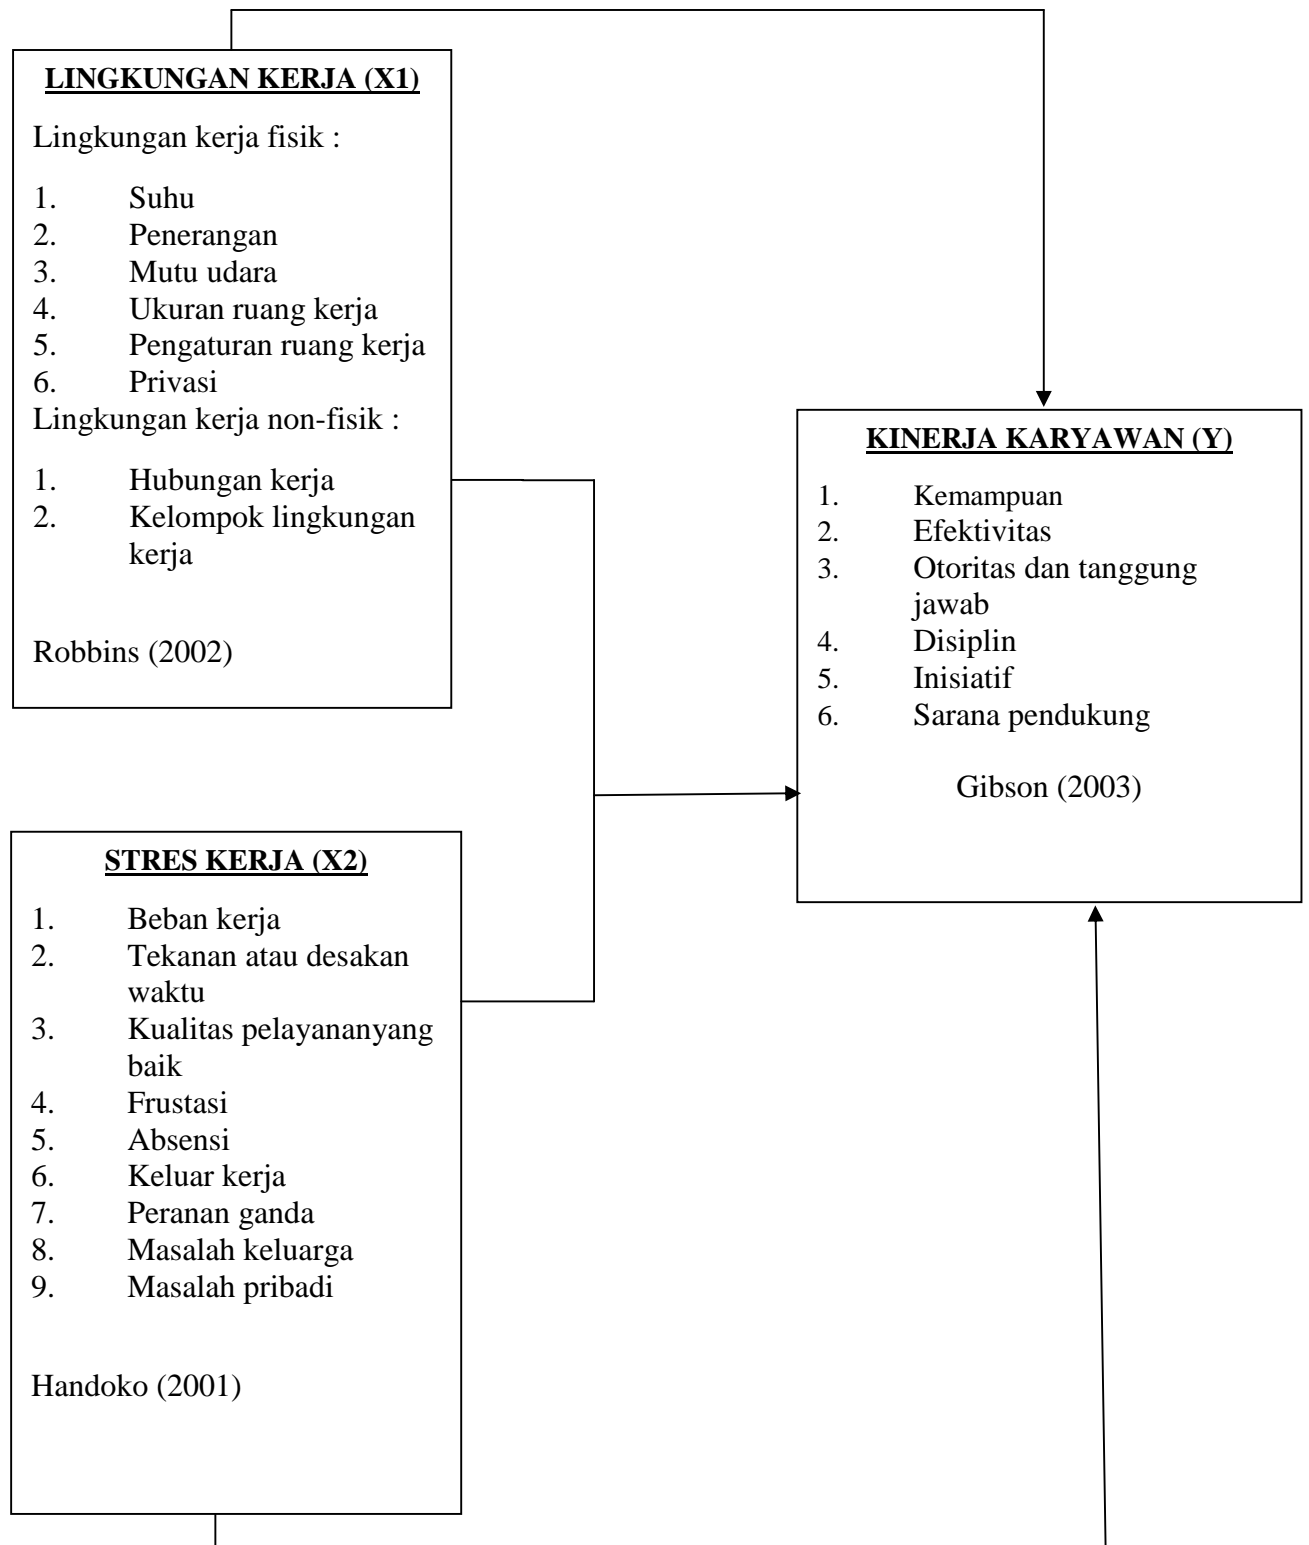 LINGKUNGAN KERJA (X1)
Lingkungan kerja fisik :
1. Suhu
2. Penerangan
3. Mutu udara
4. Ukuran ruang kerja
5. Pengaturan ruang kerja
6. Privasi
Lingkungan kerja non-fisik :
1. Hubungan kerja
2. Kelompok lingkungan
kerja
Robbins (2002)
KINERJA KARYAWAN (Y)
1. Kemampuan
2. Efektivitas
3. Otoritas dan tanggung
jawab
4. Disiplin
5. Inisiatif
6. Sarana pendukung
Gibson (2003)
STRES KERJA (X2)
1. Beban kerja
2. Tekanan atau desakan
waktu
3. Kualitas pelayananyang
baik
4. Frustasi
5. Absensi
6. Keluar kerja
7. Peranan ganda
8. Masalah keluarga
9. Masalah pribadi
Handoko (2001)